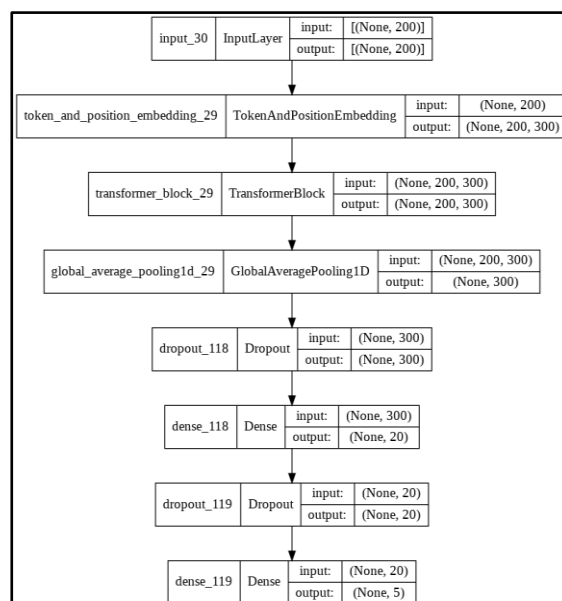 input_30 InputLayer input: [(None, 200)]
output: [(None, 200)]
token_and_position_embedding_29 TokenAndPositionEmbedding input: (None, 200)
output: (None, 200, 300)
transformer_block_29 TransformerBlock input: (None, 200, 300)
output: (None, 200, 300)
global_average_pooling1d_29 GlobalAveragePooling1D input: (None, 200, 300)
output: (None, 300)
dropout_118 Dropout input: (None, 300)
output: (None, 300)
dense_118 Dense input: (None, 300)
output: (None, 20)
dropout_119 Dropout input: (None, 20)
output: (None, 20)
dense_119 Dense input: (None, 20)
output: (None, 5)